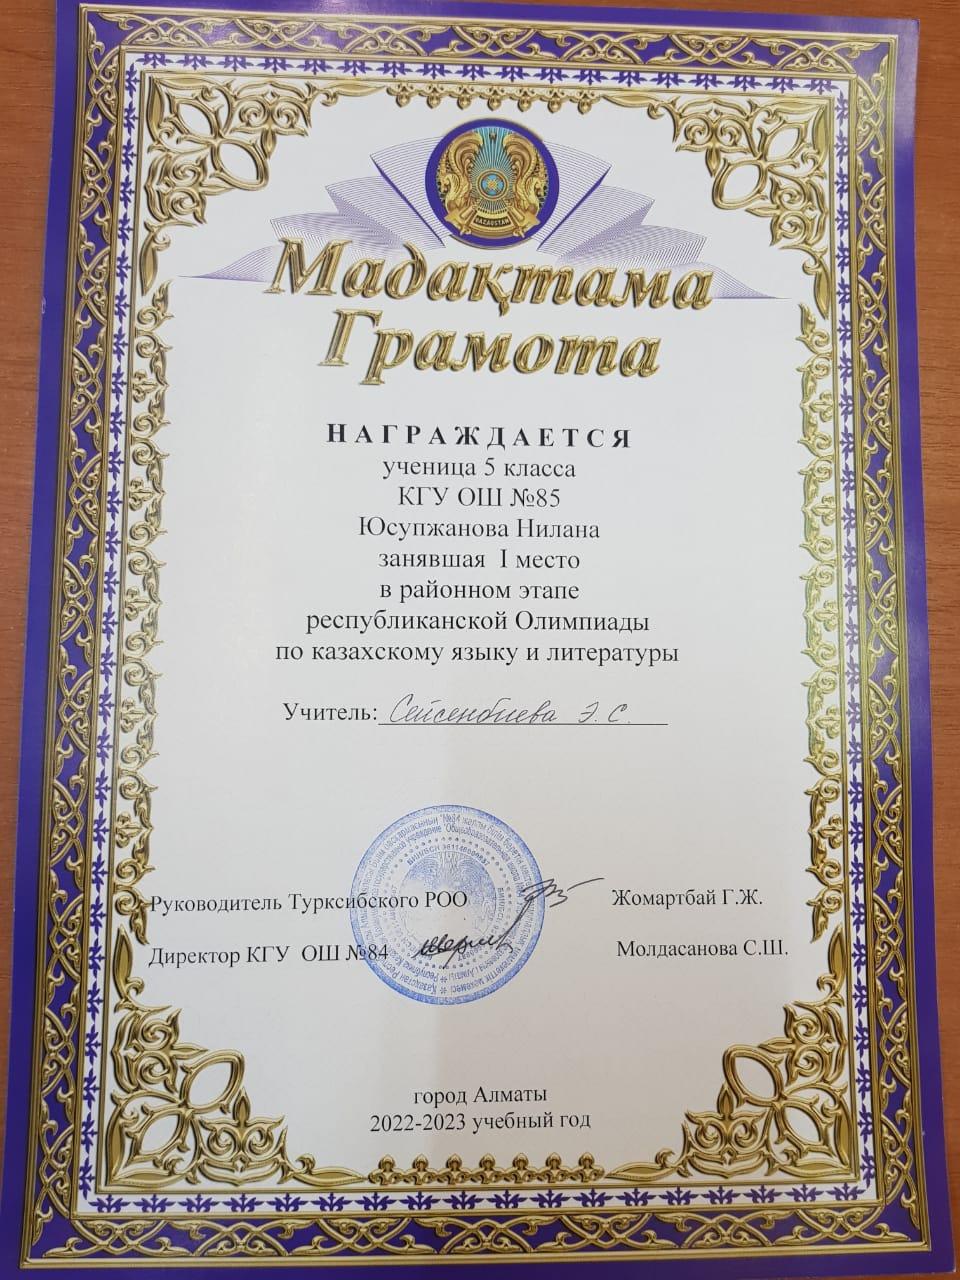 QAZAQSTAN
Мадақтама
Грамота
НАГРАЖДАЕТСЯ
ученица 5 класса
КГУ ОШ №85
Юсупжанова Нилана
занявшая I место
в районном этапе
республиканской Олимпиады
по казахскому языку и литературы
Учитель: Сейсенбиева Э. С.
Руководитель Турксибского РОО Жомартбай Г.Ж.
Директор КГУ ОШ №84 Молдасанова С.Ш.
город Алматы
2022-2023 учебный год